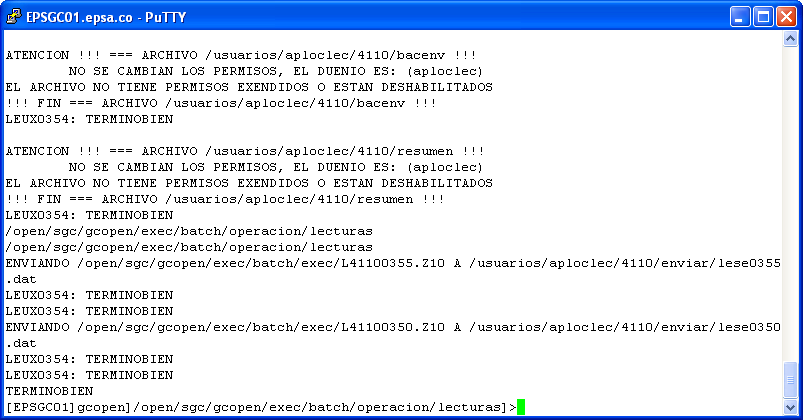 EPSGC01.epsa.co - PuTTY
ATENCION !!! === ARCHIVO /usuarios/aploclec/4110/bacenv !!!
NO SE CAMBIAN LOS PERMISOS, EL DUENIO ES: (aploclec)
EL ARCHIVO NO TIENE PERMISOS EXENDIDOS O ESTAN DESHABILITADOS
!!! FIN === ARCHIVO /usuarios/aploclec/4110/bacenv !!!
LEUX0354: TERMINOBIEN
ATENCION !!! === ARCHIVO /usuarios/aploclec/4110/resumen !!!
NO SE CAMBIAN LOS PERMISOS, EL DUENIO ES: (aploclec)
EL ARCHIVO NO TIENE PERMISOS EXENDIDOS O ESTAN DESHABILITADOS
!!! FIN === ARCHIVO /usuarios/aploclec/4110/resumen !!!
LEUX0354: TERMINOBIEN
/open/sgc/gcopen/exec/batch/operacion/lecturas
/open/sgc/gcopen/exec/batch/operacion/lecturas
ENVIANDO /open/sgc/gcopen/exec/batch/exec/L41100355.Z10 A /usuarios/aploclec/4110/enviar/lese0355
.dat
LEUX0354: TERMINOBIEN
LEUX0354: TERMINOBIEN
ENVIANDO /open/sgc/gcopen/exec/batch/exec/L41100350.Z10 A /usuarios/aploclec/4110/enviar/lese0350
.dat
LEUX0354: TERMINOBIEN
LEUX0354: TERMINOBIEN
TERMINOBIEN
[EPSGC01]gcopen]/open/sgc/gcopen/exec/batch/operacion/lecturas]>